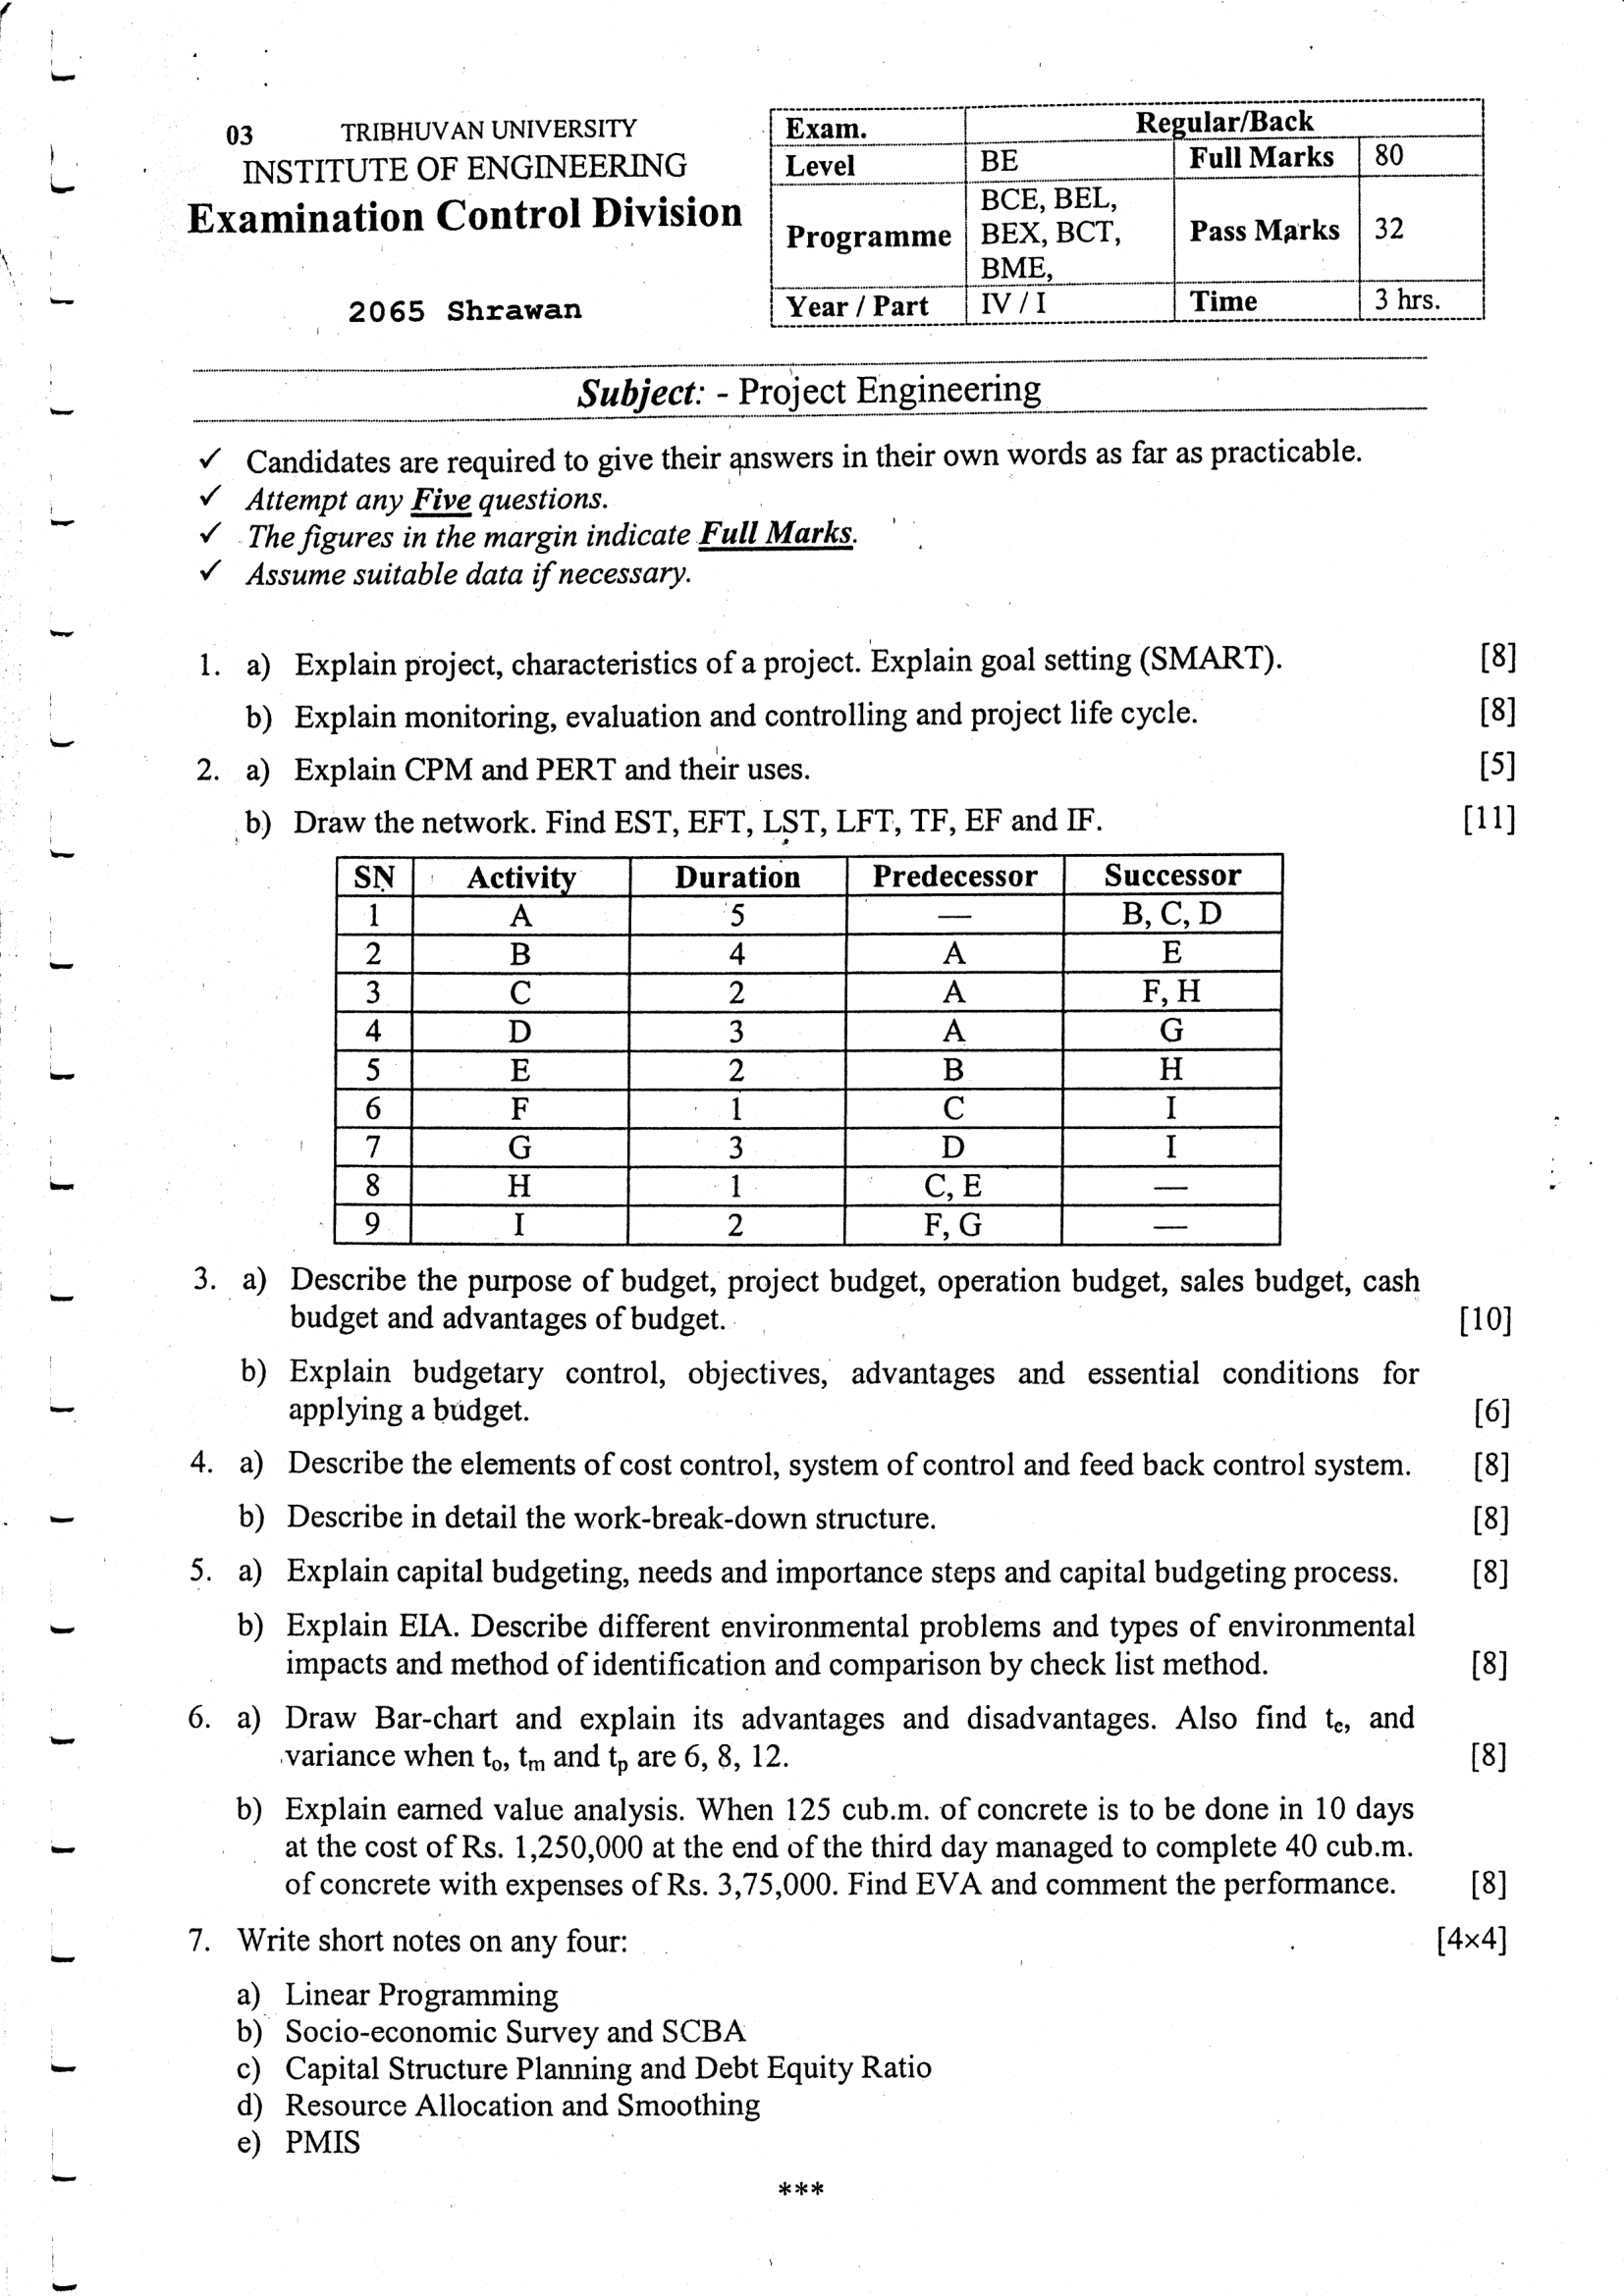 03 TRIBHUVAN UNIVERSITY
INSTITUTE OF ENGINEERING
Examination Control Division
2065 Shrawan
Exam. Regular/Back
Level BE Full Marks 80
Programme BCE, BEL, BEX, BCT, BME, Pass Marks 32
Year / Part IV / I Time 3 hrs.
Subject: - Project Engineering
✓ Candidates are required to give their answers in their own words as far as practicable.
✓ Attempt any Five questions.
✓ The figures in the margin indicate Full Marks.
✓ Assume suitable data if necessary.
1. a) Explain project, characteristics of a project. Explain goal setting (SMART). [8]
b) Explain monitoring, evaluation and controlling and project life cycle. [8]
2. a) Explain CPM and PERT and their uses. [5]
b) Draw the network. Find EST, EFT, LST, LFT, TF, EF and IF. [11]
SN Activity Duration Predecessor Successor
1 A 5 — B, C, D
2 B 4 A E
3 C 2 A F, H
4 D 3 A G
5 E 2 B H
6 F 1 C I
7 G 3 D I
8 H 1 C, E —
9 I 2 F, G —
3. a) Describe the purpose of budget, project budget, operation budget, sales budget, cash
budget and advantages of budget. [10]
b) Explain budgetary control, objectives, advantages and essential conditions for
applying a budget. [6]
4. a) Describe the elements of cost control, system of control and feed back control system. [8]
b) Describe in detail the work-break-down structure. [8]
5. a) Explain capital budgeting, needs and importance steps and capital budgeting process. [8]
b) Explain EIA. Describe different environmental problems and types of environmental
impacts and method of identification and comparison by check list method. [8]
6. a) Draw Bar-chart and explain its advantages and disadvantages. Also find te, and
variance when to, tm and tp are 6, 8, 12. [8]
b) Explain earned value analysis. When 125 cub.m. of concrete is to be done in 10 days
at the cost of Rs. 1,250,000 at the end of the third day managed to complete 40 cub.m.
of concrete with expenses of Rs. 3,75,000. Find EVA and comment the performance. [8]
7. Write short notes on any four: [4×4]
a) Linear Programming
b) Socio-economic Survey and SCBA
c) Capital Structure Planning and Debt Equity Ratio
d) Resource Allocation and Smoothing
e) PMIS
***